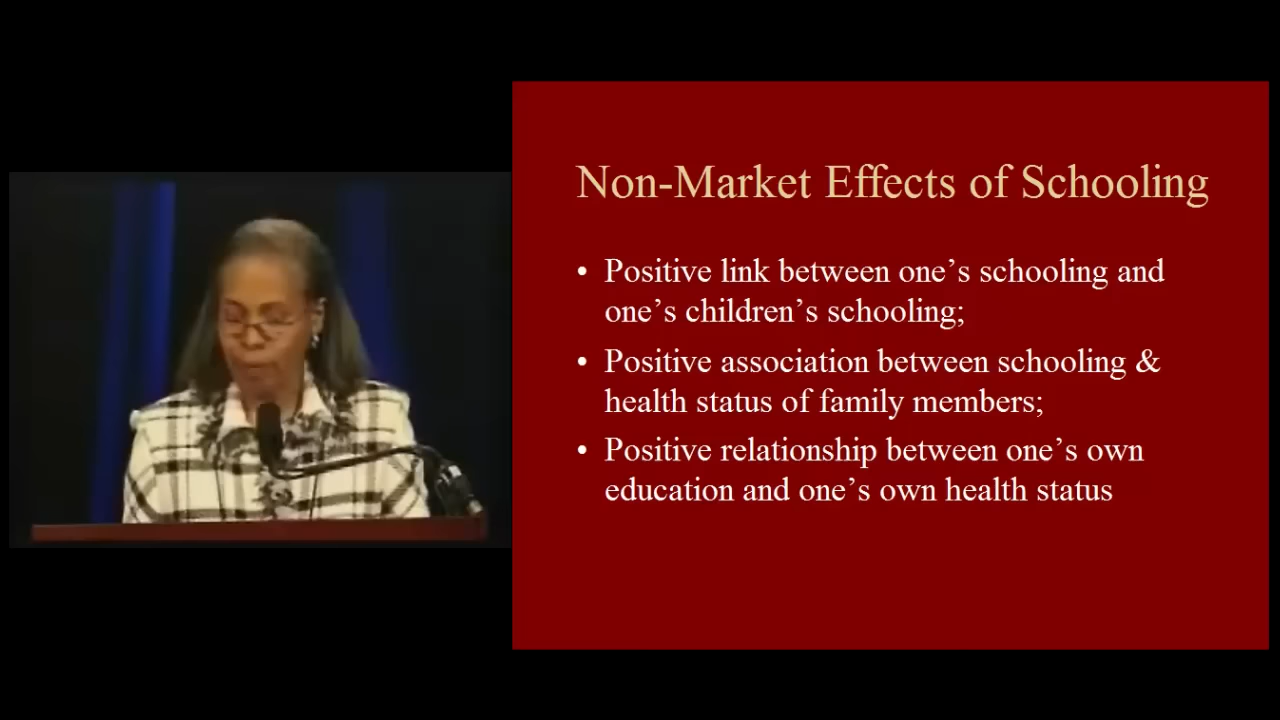 Non-Market Effects of Schooling
• Positive link between one’s schooling and
one’s children’s schooling;
• Positive association between schooling &
health status of family members;
• Positive relationship between one’s own
education and one’s own health status